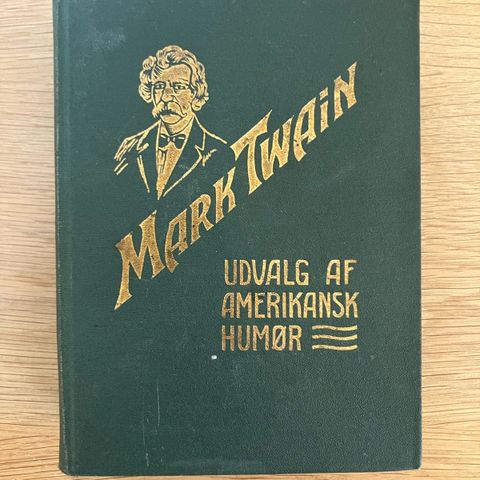 MARK TWAIN
UDVALG AF
AMERIKANSK
HUMØR